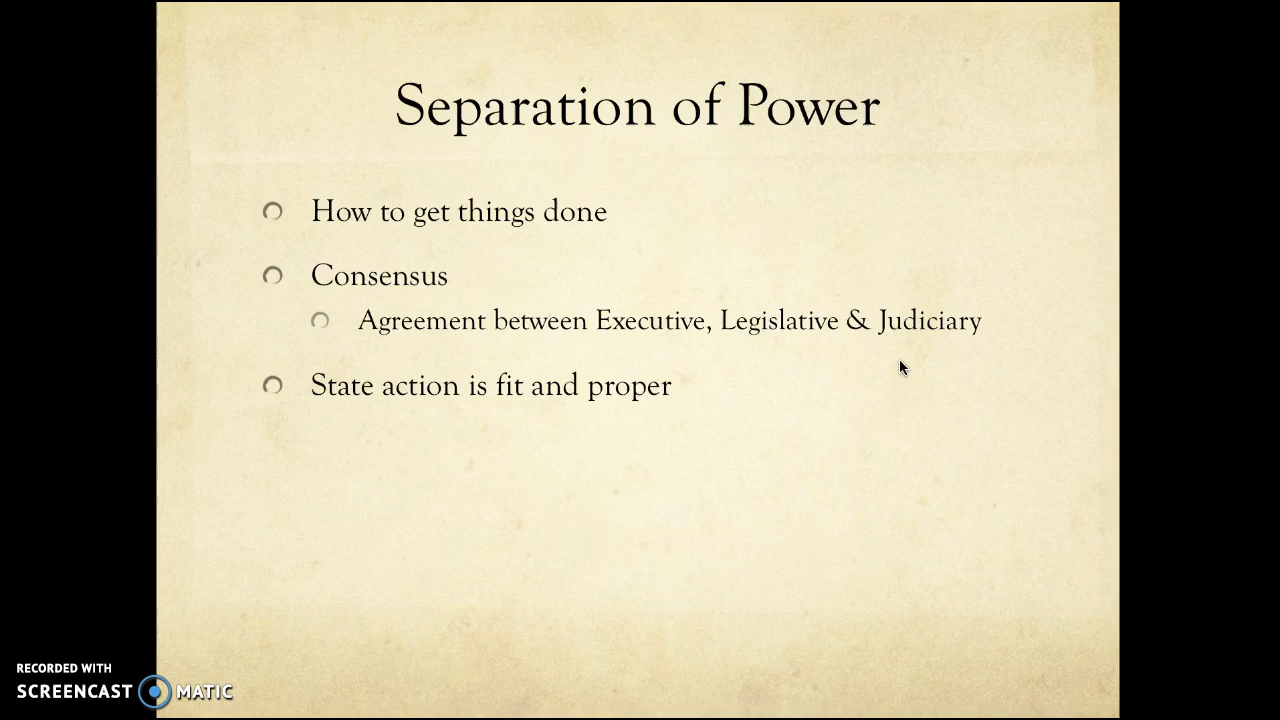 Separation of Power
How to get things done
Consensus
Agreement between Executive, Legislative & Judiciary
State action is fit and proper
RECORDED WITH
SCREENCAST MATIC